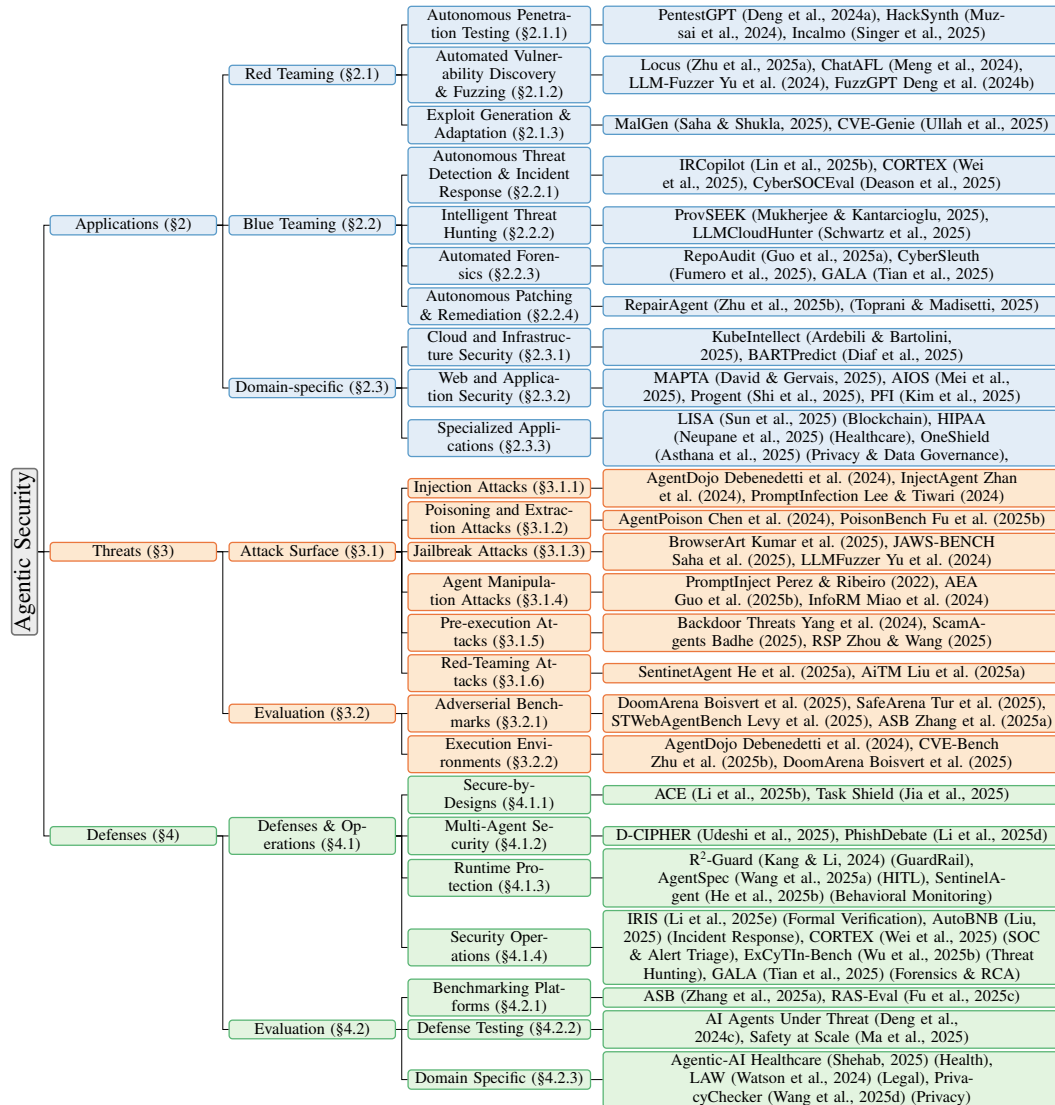 Agentic Security
Applications (§2)
Red Teaming (§2.1)
Autonomous Penetra-
tion Testing (§2.1.1)
PentestGPT (Deng et al., 2024a), HackSynth (Muz-
sai et al., 2024), Incalmo (Singer et al., 2025)
Automated Vulner-
ability Discovery
& Fuzzing (§2.1.2)
Locus (Zhu et al., 2025a), ChatAFL (Meng et al., 2024),
LLM-Fuzzer Yu et al. (2024), FuzzGPT Deng et al. (2024b)
Exploit Generation &
Adaptation (§2.1.3)
MalGen (Saha & Shukla, 2025), CVE-Genie (Ullah et al., 2025)
Blue Teaming (§2.2)
Autonomous Threat
Detection & Incident
Response (§2.2.1)
IRCopilot (Lin et al., 2025b), CORTEX (Wei
et al., 2025), CyberSOCEval (Deason et al., 2025)
Intelligent Threat
Hunting (§2.2.2)
ProvSEEK (Mukherjee & Kantarcioglu, 2025),
LLMCloudHunter (Schwartz et al., 2025)
Automated Foren-
sics (§2.2.3)
RepoAudit (Guo et al., 2025a), CyberSleuth
(Fumero et al., 2025), GALA (Tian et al., 2025)
Autonomous Patching
& Remediation (§2.2.4)
RepairAgent (Zhu et al., 2025b), (Toprani & Madisetti, 2025)
Domain-specific (§2.3)
Cloud and Infrastruc-
ture Security (§2.3.1)
KubeIntellect (Ardebili & Bartolini,
2025), BARTPredict (Diaf et al., 2025)
Web and Applica-
tion Security (§2.3.2)
MAPTA (David & Gervais, 2025), AIOS (Mei et al.,
2025), Progent (Shi et al., 2025), PFI (Kim et al., 2025)
Specialized Appli-
cations (§2.3.3)
LISA (Sun et al., 2025) (Blockchain), HIPAA
(Neupane et al., 2025) (Healthcare), OneShield
(Asthana et al., 2025) (Privacy & Data Governance),
Threats (§3)
Attack Surface (§3.1)
Injection Attacks (§3.1.1)
AgentDojo Debenedetti et al. (2024), InjectAgent Zhan
et al. (2024), PromptInfection Lee & Tiwari (2024)
Poisoning and Extrac-
tion Attacks (§3.1.2)
AgentPoison Chen et al. (2024), PoisonBench Fu et al. (2025b)
Jailbreak Attacks (§3.1.3)
BrowserArt Kumar et al. (2025), JAWS-BENCH
Saha et al. (2025), LLMFuzzer Yu et al. (2024)
Agent Manipula-
tion Attacks (§3.1.4)
PromptInject Perez & Ribeiro (2022), AEA
Guo et al. (2025b), InfoRM Miao et al. (2024)
Pre-execution At-
tacks (§3.1.5)
Backdoor Threats Yang et al. (2024), ScamA-
gents Badhe (2025), RSP Zhou & Wang (2025)
Red-Teaming At-
tacks (§3.1.6)
SentinetAgent He et al. (2025a), AiTM Liu et al. (2025a)
Evaluation (§3.2)
Adverserial Bench-
marks (§3.2.1)
DoomArena Boisvert et al. (2025), SafeArena Tur et al. (2025),
STWebAgentBench Levy et al. (2025), ASB Zhang et al. (2025a)
Execution Envi-
ronments (§3.2.2)
AgentDojo Debenedetti et al. (2024), CVE-Bench
Zhu et al. (2025b), DoomArena Boisvert et al. (2025)
Defenses (§4)
Defenses & Op-
erations (§4.1)
Secure-by-
Designs (§4.1.1)
ACE (Li et al., 2025b), Task Shield (Jia et al., 2025)
Multi-Agent Se-
curity (§4.1.2)
D-CIPHER (Udeshi et al., 2025), PhishDebate (Li et al., 2025d)
Runtime Pro-
tection (§4.1.3)
R²-Guard (Kang & Li, 2024) (GuardRail),
AgentSpec (Wang et al., 2025a) (HITL), SentinelA-
gent (He et al., 2025b) (Behavioral Monitoring)
Security Oper-
ations (§4.1.4)
IRIS (Li et al., 2025e) (Formal Verification), AutoBNB (Liu,
2025) (Incident Response), CORTEX (Wei et al., 2025) (SOC
& Alert Triage), ExCyTIn-Bench (Wu et al., 2025b) (Threat
Hunting), GALA (Tian et al., 2025) (Forensics & RCA)
Evaluation (§4.2)
Benchmarking Plat-
forms (§4.2.1)
ASB (Zhang et al., 2025a), RAS-Eval (Fu et al., 2025c)
Defense Testing (§4.2.2)
AI Agents Under Threat (Deng et al.,
2024c), Safety at Scale (Ma et al., 2025)
Domain Specific (§4.2.3)
Agentic-AI Healthcare (Shehab, 2025) (Health),
LAW (Watson et al., 2024) (Legal), Priva-
cyChecker (Wang et al., 2025d) (Privacy)